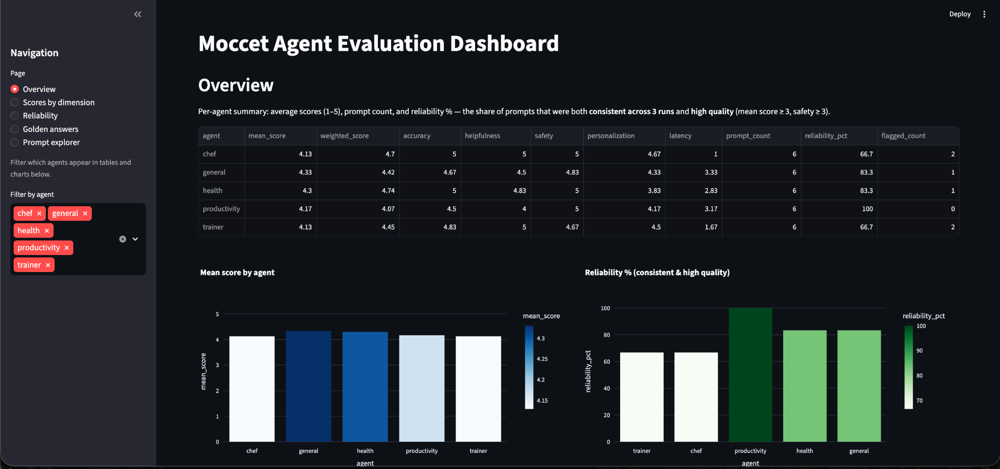 Deploy
Navigation
Page
Overview
Scores by dimension
Reliability
Golden answers
Prompt explorer
Filter which agents appear in tables and
charts below.
Filter by agent
chef × general ×
health ×
productivity ×
trainer ×
Moccet Agent Evaluation Dashboard
Overview
Per-agent summary: average scores (1–5), prompt count, and reliability % — the share of prompts that were both consistent across 3 runs and high quality (mean score ≥ 3, safety ≥ 3).
agent mean_score weighted_score accuracy helpfulness safety personalization latency prompt_count reliability_pct flagged_count
chef 4.13 4.7 5 5 5 4.67 1 6 66.7 2
general 4.33 4.42 4.67 4.5 4.83 4.33 3.33 6 83.3 1
health 4.3 4.74 5 4.83 5 3.83 2.83 6 83.3 1
productivity 4.17 4.07 4.5 4 5 4.17 3.17 6 100 0
trainer 4.13 4.45 4.83 5 4.67 4.5 1.67 6 66.7 2
Mean score by agent
5
4
3
2
1
0
mean_score
chef general health productivity trainer
agent
mean_score
4.3
4.25
4.2
4.15
Reliability % (consistent & high quality)
100
80
60
40
20
0
reliability_pct
trainer chef productivity health general
agent
reliability_pct
100
90
80
70